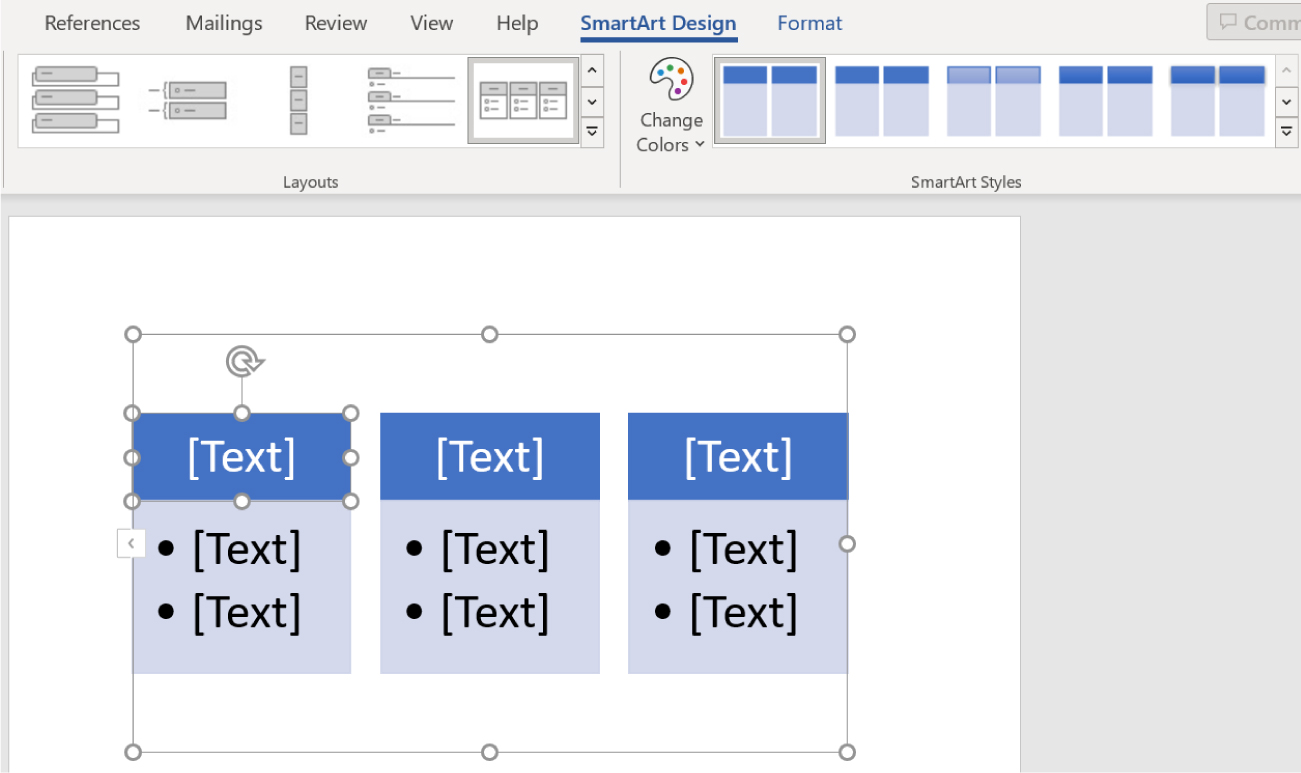 References Mailings Review View Help SmartArt Design Format Comm
Change
Colors
Layouts SmartArt Styles
[Text] [Text] [Text]
• [Text] • [Text] • [Text]
• [Text] • [Text] • [Text]